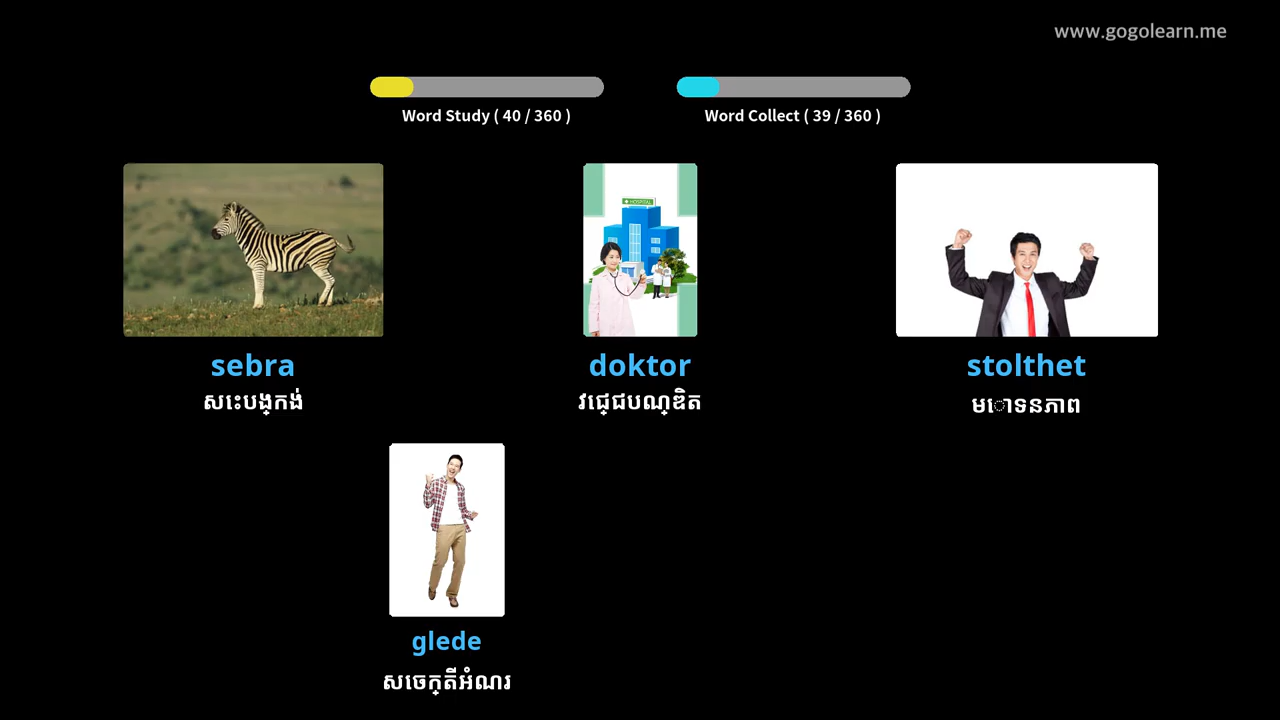 www.gogolearn.me
Word Study ( 40 / 360 )
Word Collect ( 39 / 360 )
HOSPITAL
sebra
doktor
stolthet
សេះបង្កង់
វេជ្ជបណ្ឌិត
មោទនភាព
glede
សេចក្តីអំណរ